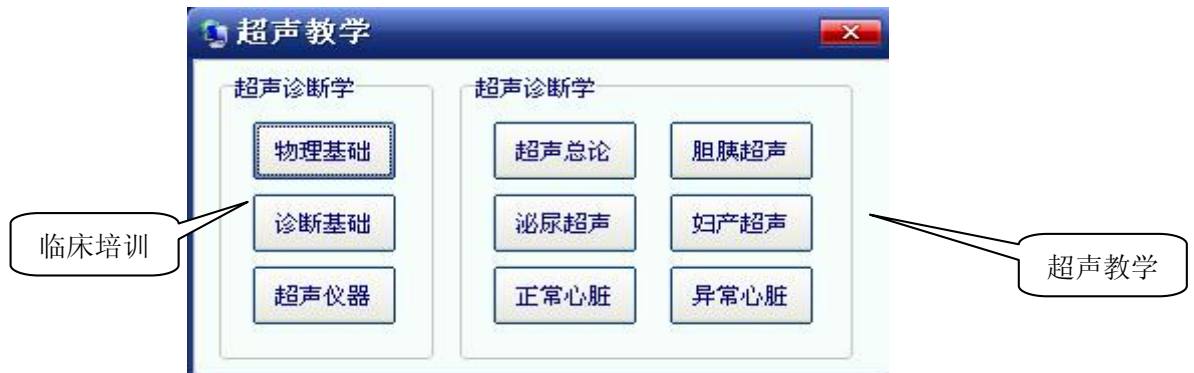 超声教学
超声诊断学
物理基础
诊断基础
超声仪器
超声诊断学
超声总论
胆胰超声
泌尿超声
妇产超声
正常心脏
异常心脏
临床培训
超声教学